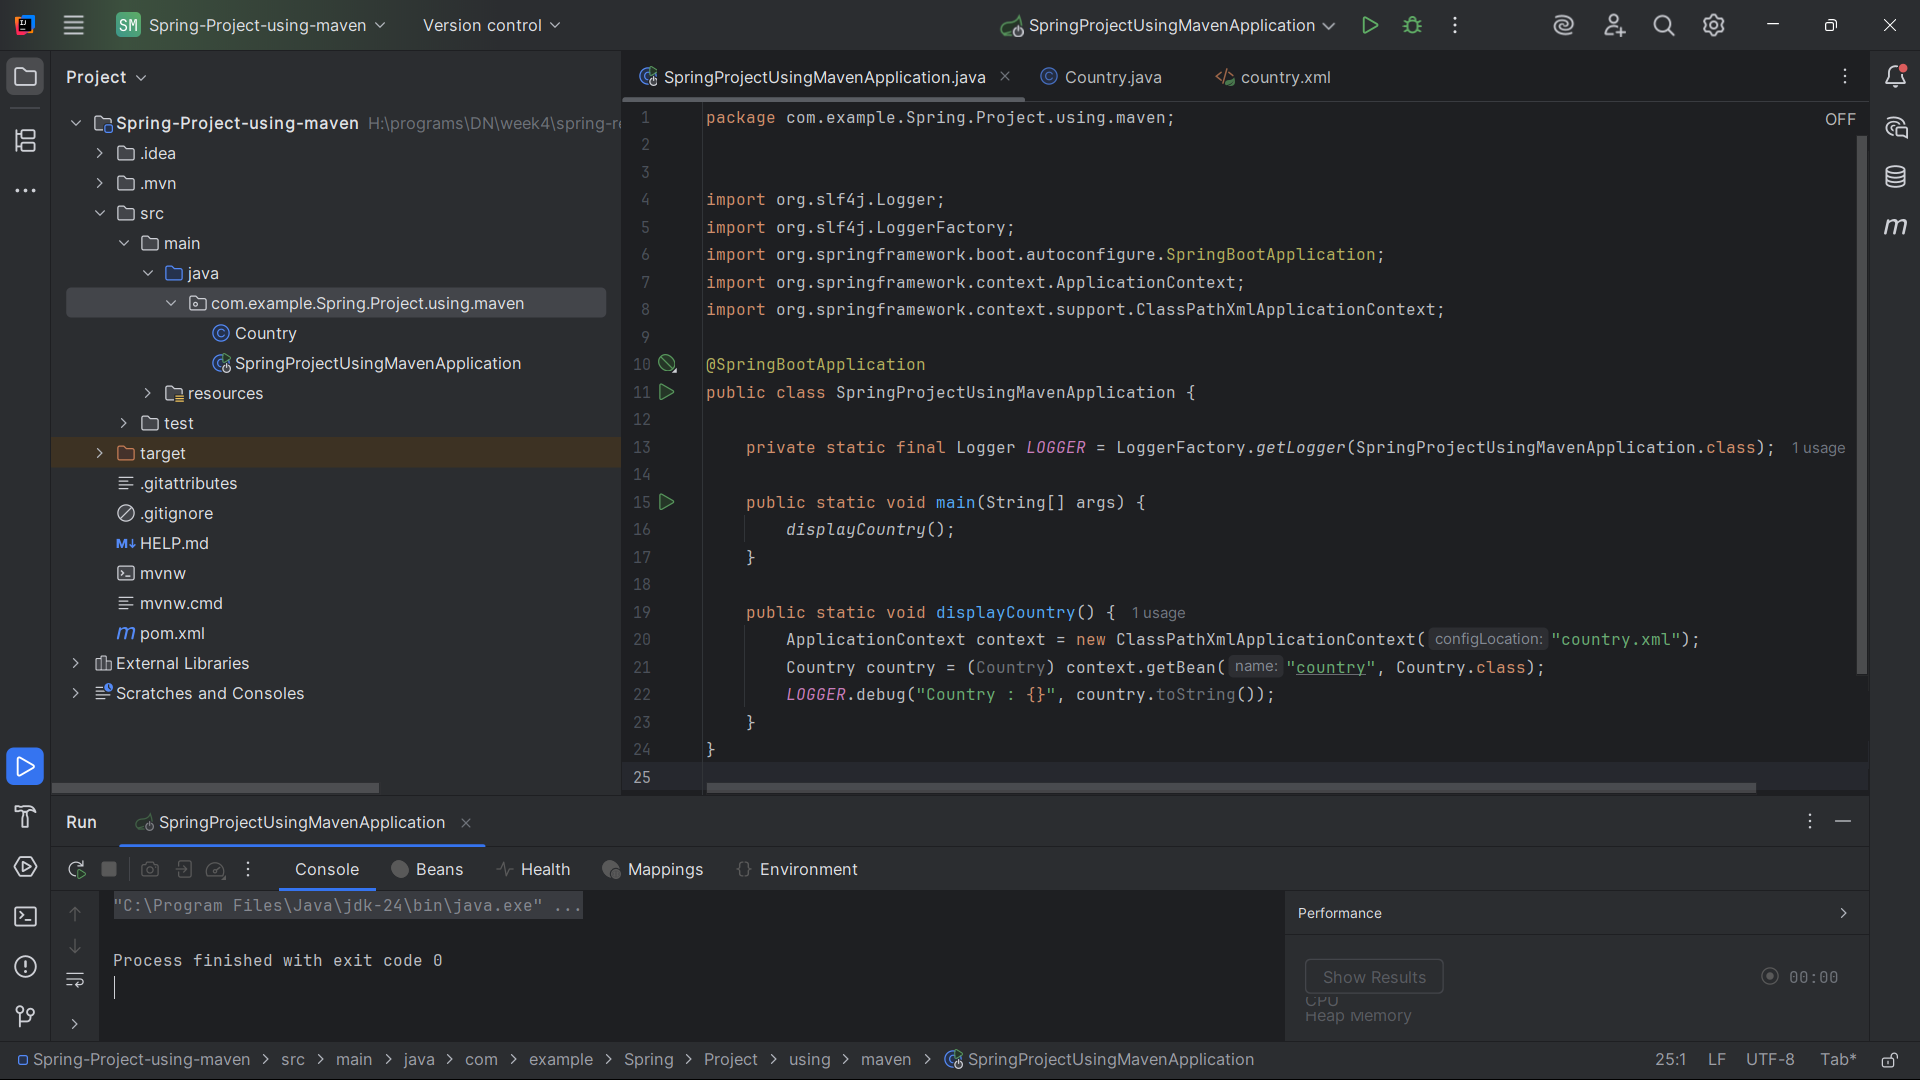 SM Spring-Project-using-maven Version control SpringProjectUsingMavenApplication
Project
Spring-Project-using-maven H:\programs\DN\week4\spring-re
.idea
.mvn
src
main
java
com.example.Spring.Project.using.maven
Country
SpringProjectUsingMavenApplication
resources
test
target
.gitattributes
.gitignore
M↓ HELP.md
mvnw
mvnw.cmd
m pom.xml
External Libraries
Scratches and Consoles
SpringProjectUsingMavenApplication.java Country.java country.xml
OFF
1 package com.example.Spring.Project.using.maven;
2
3
4 import org.slf4j.Logger;
5 import org.slf4j.LoggerFactory;
6 import org.springframework.boot.autoconfigure.SpringBootApplication;
7 import org.springframework.context.ApplicationContext;
8 import org.springframework.context.support.ClassPathXmlApplicationContext;
9
10 @SpringBootApplication
11 public class SpringProjectUsingMavenApplication {
12
13 private static final Logger LOGGER = LoggerFactory.getLogger(SpringProjectUsingMavenApplication.class); 1 usage
14
15 public static void main(String[] args) {
16 displayCountry();
17 }
18
19 public static void displayCountry() { 1 usage
20 ApplicationContext context = new ClassPathXmlApplicationContext( configLocation: "country.xml");
21 Country country = (Country) context.getBean( name: "country", Country.class);
22 LOGGER.debug("Country : {}", country.toString());
23 }
24 }
25
m
Run SpringProjectUsingMavenApplication
Console Beans Health Mappings Environment
"C:\Program Files\Java\jdk-24\bin\java.exe" ...
Process finished with exit code 0
Performance
Show Results 00:00
CPU
Heap Memory
Spring-Project-using-maven > src > main > java > com > example > Spring > Project > using > maven > SpringProjectUsingMavenApplication 25:1 LF UTF-8 Tab*